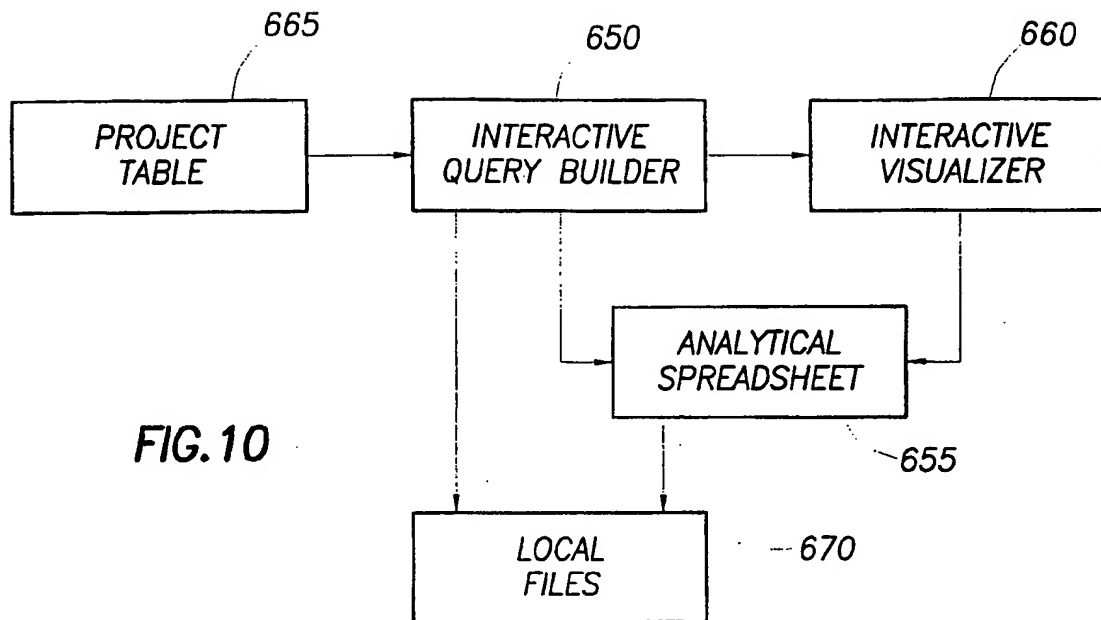 665
650
660
PROJECT
TABLE
INTERACTIVE
QUERY BUILDER
INTERACTIVE
VISUALIZER
ANALYTICAL
SPREADSHEET
FIG. 10
655
LOCAL
FILES
670